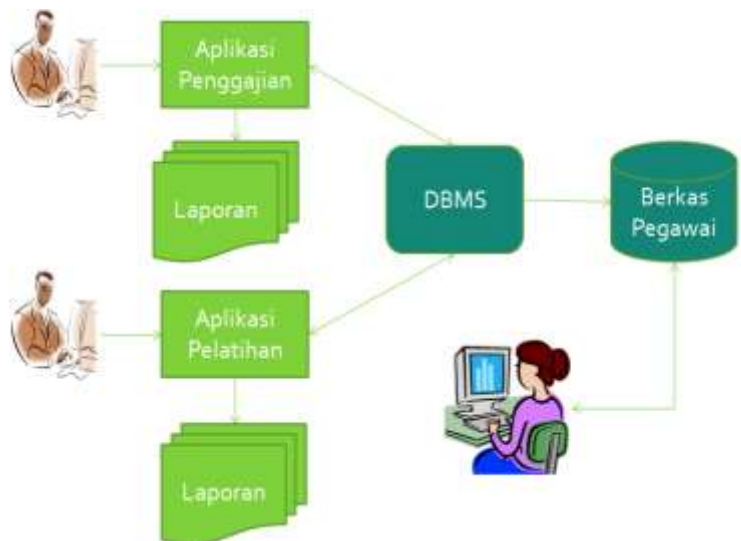 Aplikasi
Penggajian
Laporan
DBMS
Berkas
Pegawai
Aplikasi
Pelatihan
Laporan